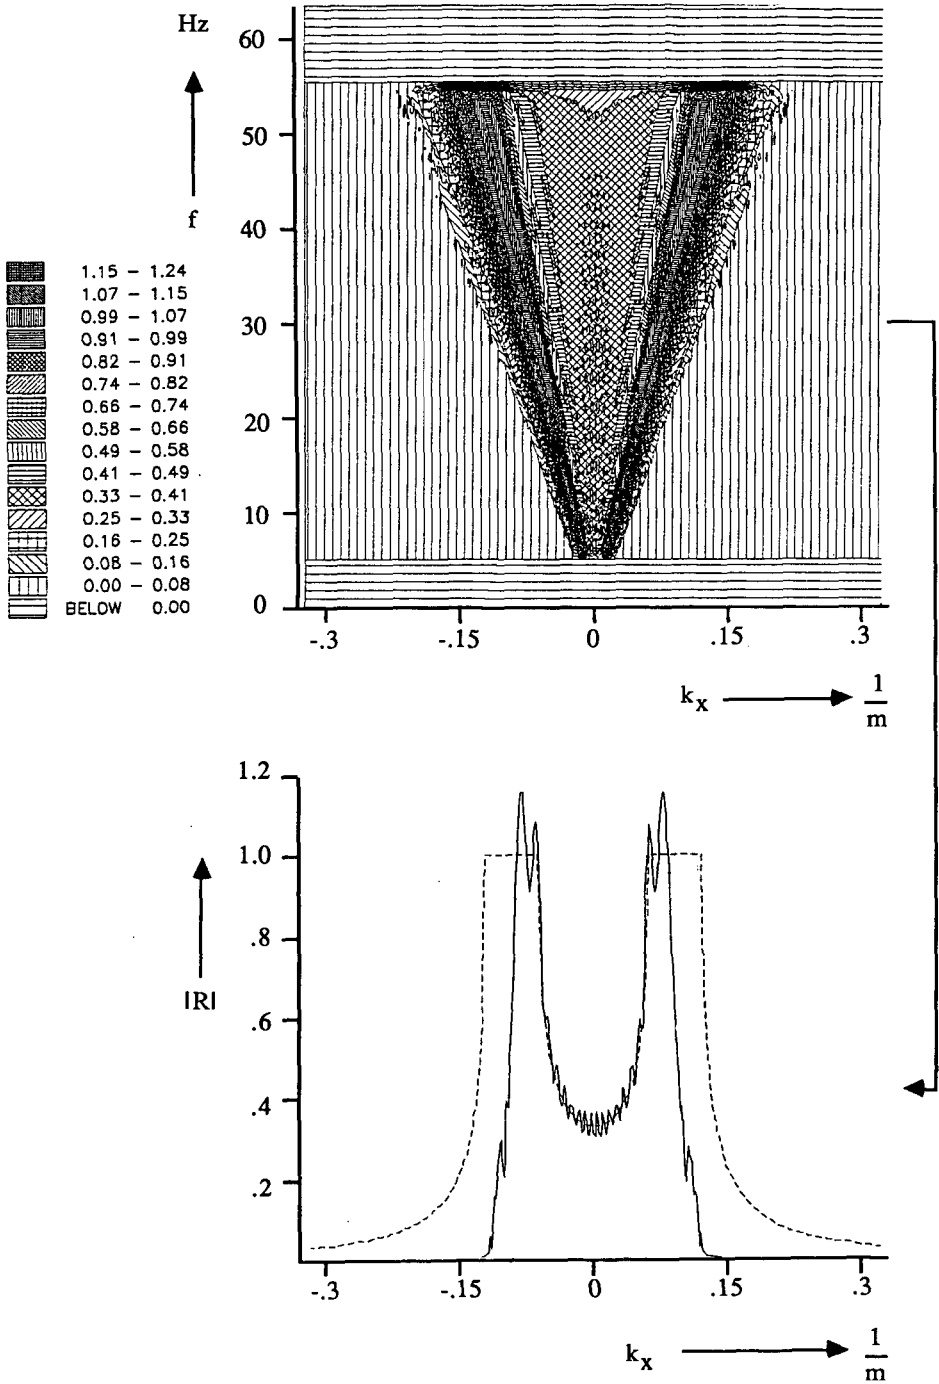 Hz
60
50
40
30
20
10
0
f
1.15 - 1.24
1.07 - 1.15
0.99 - 1.07
0.91 - 0.99
0.82 - 0.91
0.74 - 0.82
0.66 - 0.74
0.58 - 0.66
0.49 - 0.58
0.41 - 0.49
0.33 - 0.41
0.25 - 0.33
0.16 - 0.25
0.08 - 0.16
0.00 - 0.08
BELOW 0.00
-.3 -.15 0 .15 .3
kx 1/m
1.2
1.0
.8
.6
.4
.2
|R|
-.3 -.15 0 .15 .3
kx 1/m